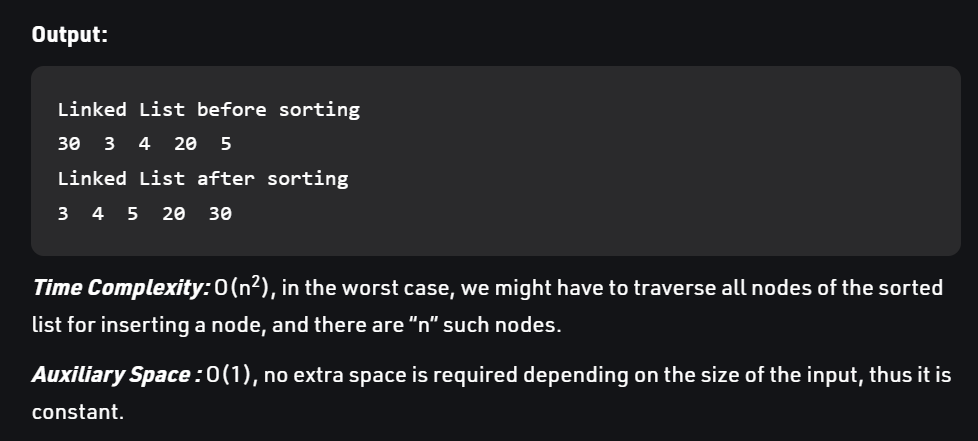 Output:
Linked List before sorting
30  3  4  20  5
Linked List after sorting
3  4  5  20  30
Time Complexity: O(n²), in the worst case, we might have to traverse all nodes of the sorted
list for inserting a node, and there are “n” such nodes.
Auxiliary Space : O(1), no extra space is required depending on the size of the input, thus it is
constant.